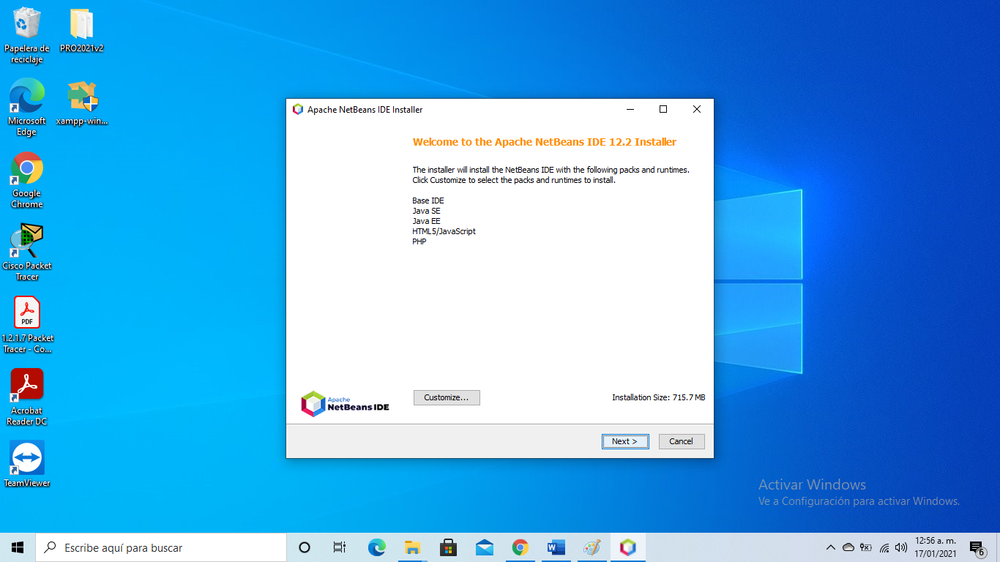 Papelera de
reciclaje
PRO2021v2
Microsoft
Edge
xampp-win...
Google
Chrome
Cisco Packet
Tracer
PDF
1.2.1.7 Packet
Tracer - Co...
Acrobat
Reader DC
TeamViewer
Apache NetBeans IDE Installer
Welcome to the Apache NetBeans IDE 12.2 Installer
The installer will install the NetBeans IDE with the following packs and runtimes.
Click Customize to select the packs and runtimes to install.
Base IDE
Java SE
Java EE
HTML5/JavaScript
PHP
Apache
NetBeans IDE
Customize...
Installation Size: 715.7 MB
Next >
Cancel
Activar Windows
Ve a Configuración para activar Windows.
Escribe aquí para buscar
W
12:56 a. m.
17/01/2021
6